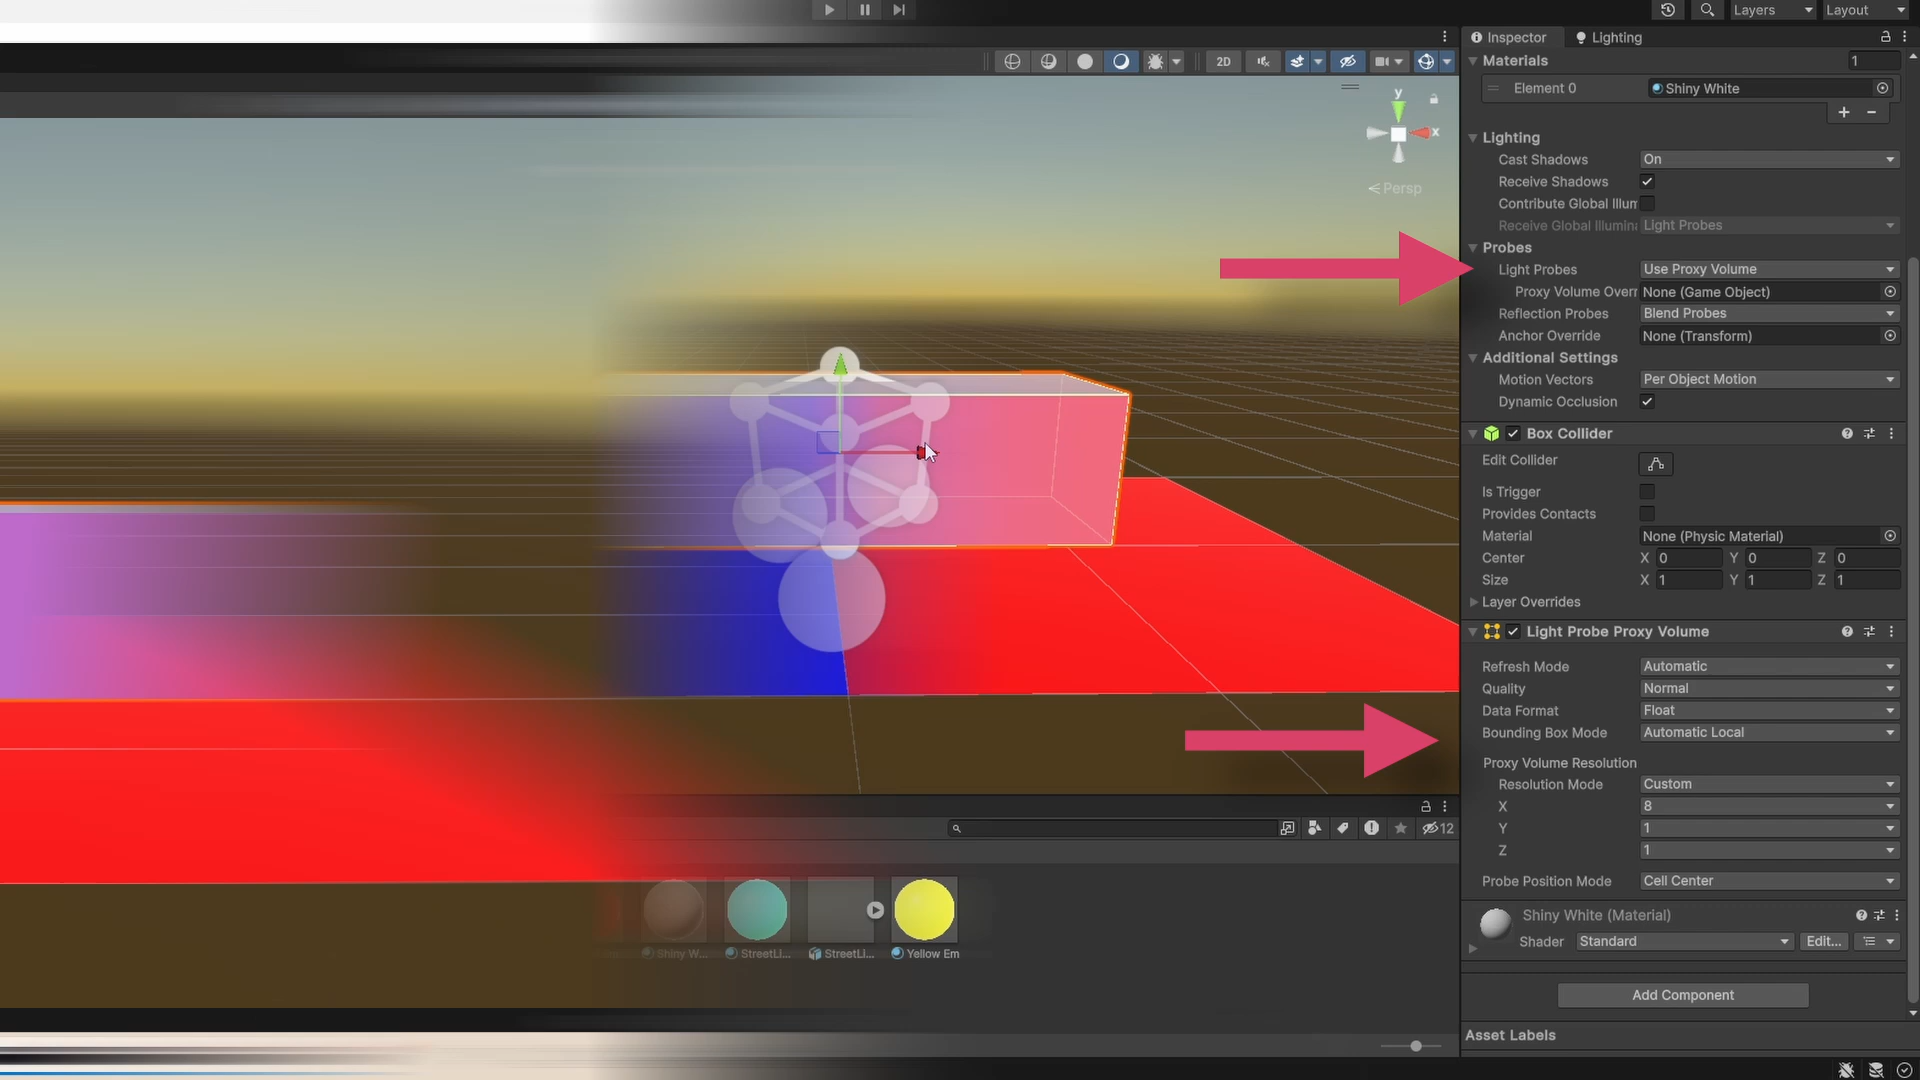 Layers
Layout
Inspector
Lighting
2D
y
x
Persp
Materials
1
Element 0
Shiny White
Lighting
Cast Shadows
On
Receive Shadows
Contribute Global Illum
Receive Global Illumina
Light Probes
Probes
Light Probes
Use Proxy Volume
Proxy Volume Overr
None (Game Object)
Reflection Probes
Blend Probes
Anchor Override
None (Transform)
Additional Settings
Motion Vectors
Per Object Motion
Dynamic Occlusion
Box Collider
Edit Collider
Is Trigger
Provides Contacts
Material
None (Physic Material)
Center
X 0 Y 0 Z 0
Size
X 1 Y 1 Z 1
Layer Overrides
Light Probe Proxy Volume
Refresh Mode
Automatic
Quality
Normal
Data Format
Float
Bounding Box Mode
Automatic Local
Proxy Volume Resolution
Resolution Mode
Custom
X
8
Y
1
Z
1
Probe Position Mode
Cell Center
Shiny White (Material)
Shader
Standard
Edit...
Add Component
Asset Labels
12
Shiny W...
StreetLi...
StreetLi...
Yellow Em